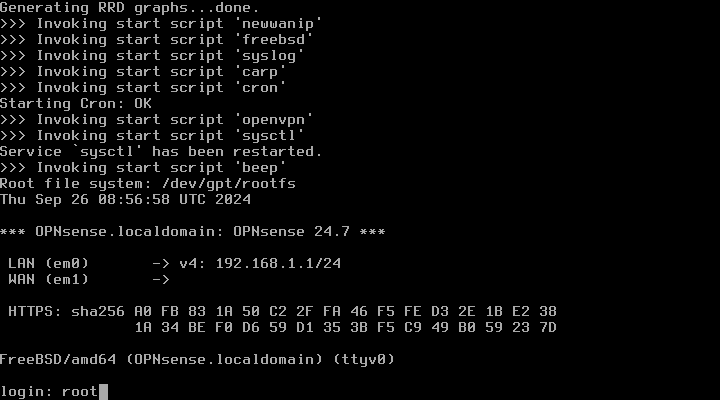 Generating RRD graphs...done.
>>> Invoking start script 'newwanip'
>>> Invoking start script 'freebsd'
>>> Invoking start script 'syslog'
>>> Invoking start script 'carp'
>>> Invoking start script 'cron'
Starting Cron: OK
>>> Invoking start script 'openvpn'
>>> Invoking start script 'sysctl'
Service `sysctl' has been restarted.
>>> Invoking start script 'beep'
Root file system: /dev/gpt/rootfs
Thu Sep 26 08:56:58 UTC 2024
*** OPNsense.localdomain: OPNsense 24.7 ***
LAN (em0) -> v4: 192.168.1.1/24
WAN (em1) ->
HTTPS: sha256 A0 FB 83 1A 50 C2 2F FA 46 F5 FE D3 2E 1B E2 38
1A 34 BE F0 D6 59 D1 35 3B F5 C9 49 B0 59 23 7D
FreeBSD/amd64 (OPNsense.localdomain) (ttyv0)
login: root